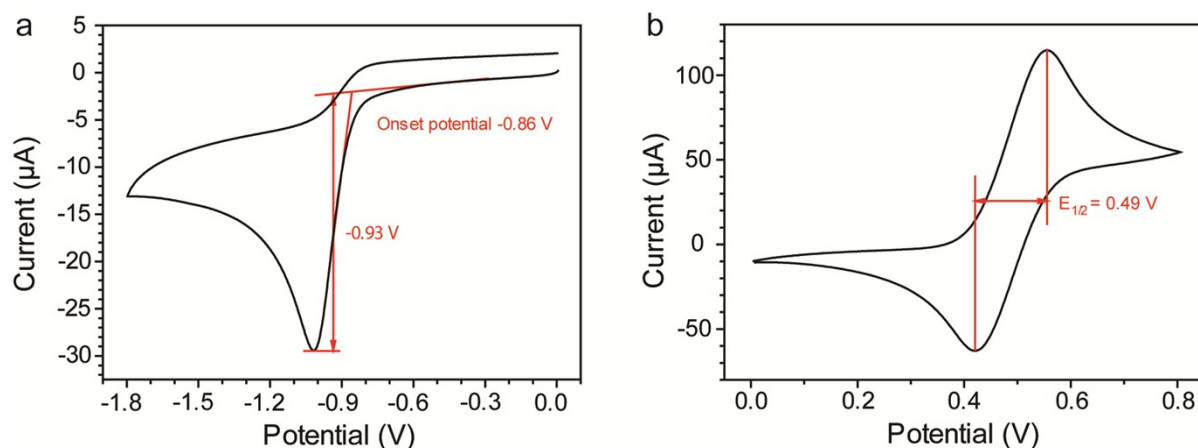 a
5
0
-5
-10
-15
-20
-25
-30
Current (µA)
Onset potential -0.86 V
-0.93 V
-1.8 -1.5 -1.2 -0.9 -0.6 -0.3 0.0
Potential (V)
b
100
50
0
-50
Current (µA)
E1/2 = 0.49 V
0.0 0.2 0.4 0.6 0.8
Potential (V)